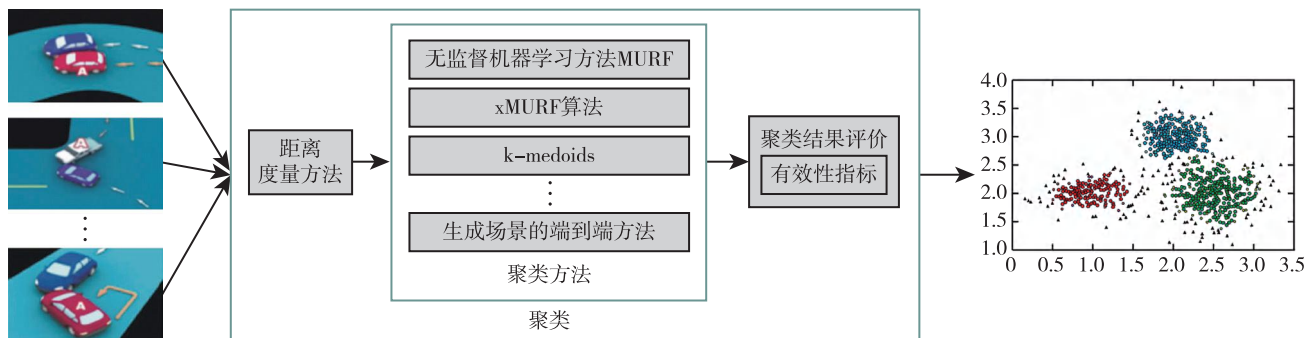 A
A
⋮
A
距离
度量方法
无监督机器学习方法MURF
xMURF算法
k-medoids
⋮
生成场景的端到端方法
聚类方法
聚类
聚类结果评价
有效性指标
4.0
3.5
3.0
2.5
2.0
1.5
1.0
0 0.5 1.0 1.5 2.0 2.5 3.0 3.5